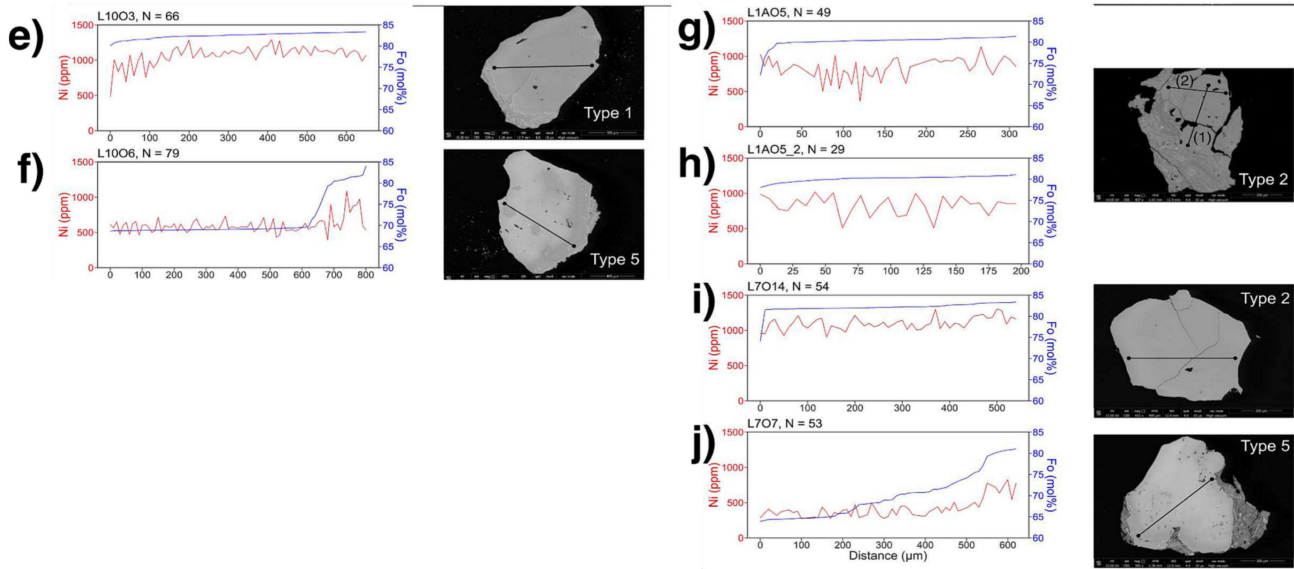 e)
L10O3, N = 66
1500
1000
500
0
Ni (ppm)
85
80
75
70
65
60
Fo (mol%)
0 100 200 300 400 500 600
Type 1
f)
L10O6, N = 79
1500
1000
500
0
Ni (ppm)
85
80
75
70
65
60
Fo (mol%)
0 100 200 300 400 500 600 700 800
Type 5
g)
L1AO5, N = 49
1500
1000
500
0
Ni (ppm)
85
80
75
70
65
60
Fo (mol%)
0 50 100 150 200 250 300
(2)
(1)
Type 2
h)
L1AO5_2, N = 29
1500
1000
500
0
Ni (ppm)
85
80
75
70
65
60
Fo (mol%)
0 25 50 75 100 125 150 175 200
i)
L7O14, N = 54
1500
1000
500
0
Ni (ppm)
85
80
75
70
65
60
Fo (mol%)
0 100 200 300 400 500
Type 2
j)
L7O7, N = 53
1500
1000
500
0
Ni (ppm)
85
80
75
70
65
60
Fo (mol%)
0 100 200 300 400 500 600
Distance (µm)
Type 5